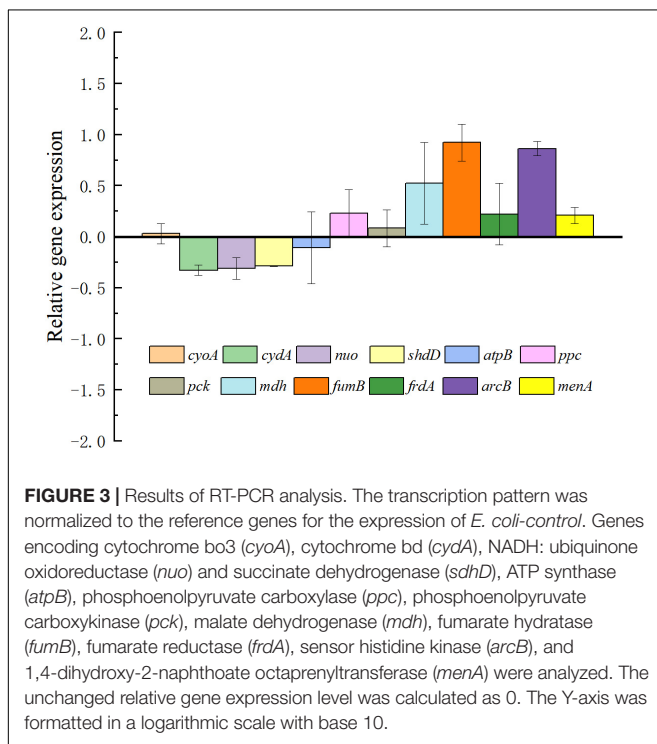 2.0
1.5
1.0
0.5
0.0
-0.5
-1.0
-1.5
-2.0
Relative gene expression
cyoA cydA nuo shdD atpB ppc
pck mdh fumB frdA arcB menA
FIGURE 3 | Results of RT-PCR analysis. The transcription pattern was
normalized to the reference genes for the expression of E. coli-control. Genes
encoding cytochrome bo3 (cyoA), cytochrome bd (cydA), NADH: ubiquinone
oxidoreductase (nuo) and succinate dehydrogenase (sdhD), ATP synthase
(atpB), phosphoenolpyruvate carboxylase (ppc), phosphoenolpyruvate
carboxykinase (pck), malate dehydrogenase (mdh), fumarate hydratase
(fumB), fumarate reductase (frdA), sensor histidine kinase (arcB), and
1,4-dihydroxy-2-naphthoate octaprenyltransferase (menA) were analyzed. The
unchanged relative gene expression level was calculated as 0. The Y-axis was
formatted in a logarithmic scale with base 10.